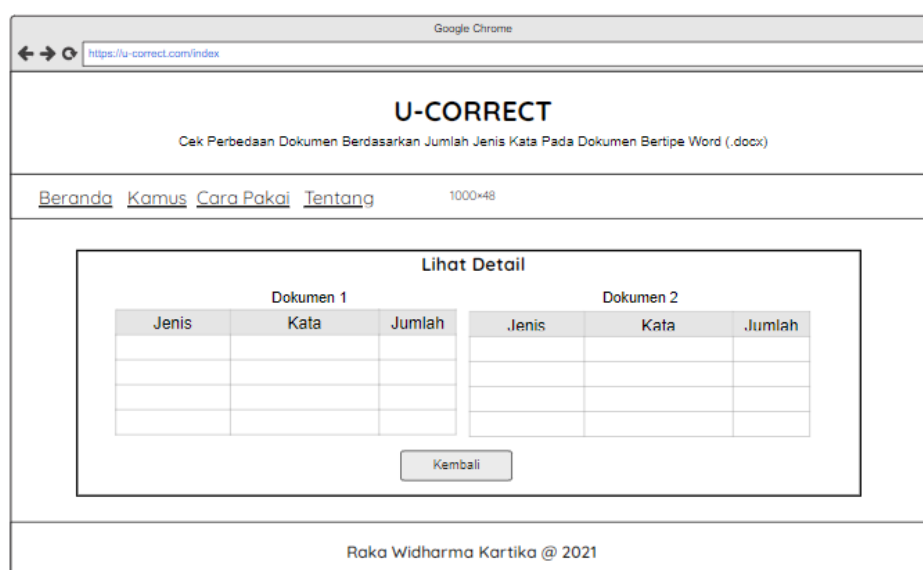 Google Chrome
https://u-correct.com/index
U-CORRECT
Cek Perbedaan Dokumen Berdasarkan Jumlah Jenis Kata Pada Dokumen Bertipe Word (.docx)
Beranda Kamus Cara Pakai Tentang 1000×48
Lihat Detail
Dokumen 1 Dokumen 2
Jenis Kata Jumlah Jenis Kata Jumlah
Kembali
Raka Widharma Kartika @ 2021